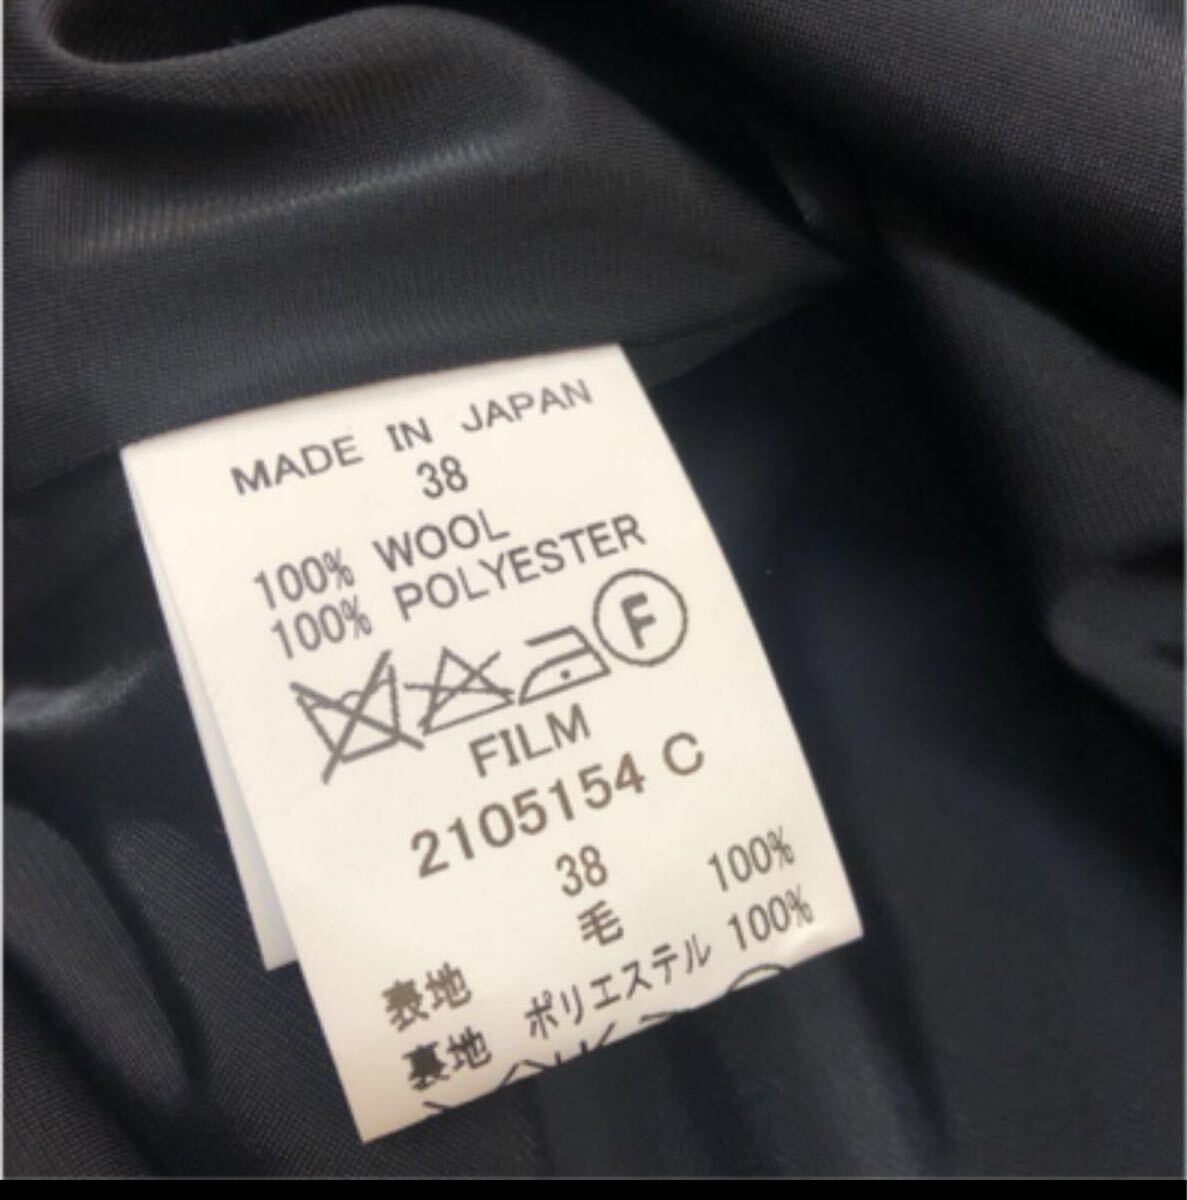 MADE IN JAPAN
38
100% WOOL
100% POLYESTER
F
FILM
2105154 C
38
表地 毛 100%
裏地 ポリエステル 100%